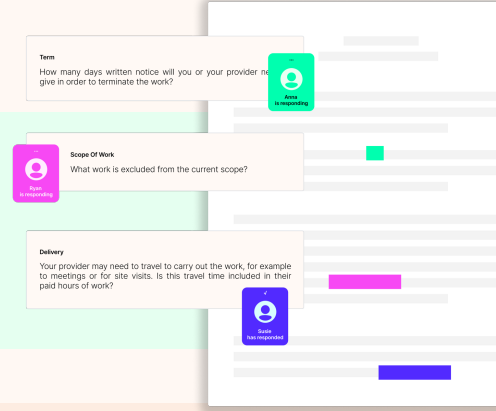 Term
How many days written notice will you or your provider
give in order to terminate the work?
Anna
is responding
Scope Of Work
What work is excluded from the current scope?
Ryan
is responding
Delivery
Your provider may need to travel to carry out the work, for example
to meetings or for site visits. Is this travel time included in their
paid hours of work?
Susie
has responded